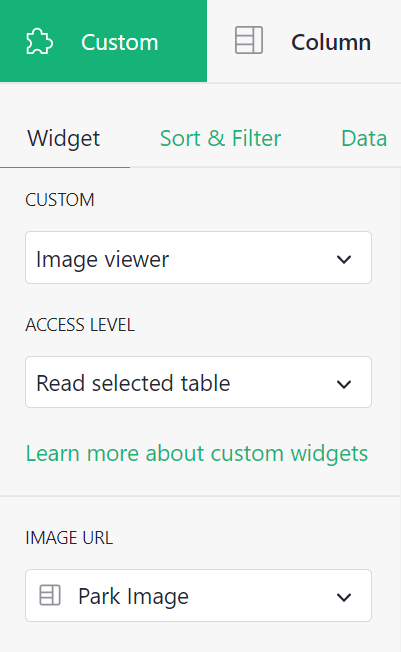 Custom Column
Widget Sort & Filter Data
CUSTOM
Image viewer
ACCESS LEVEL
Read selected table
Learn more about custom widgets
IMAGE URL
Park Image